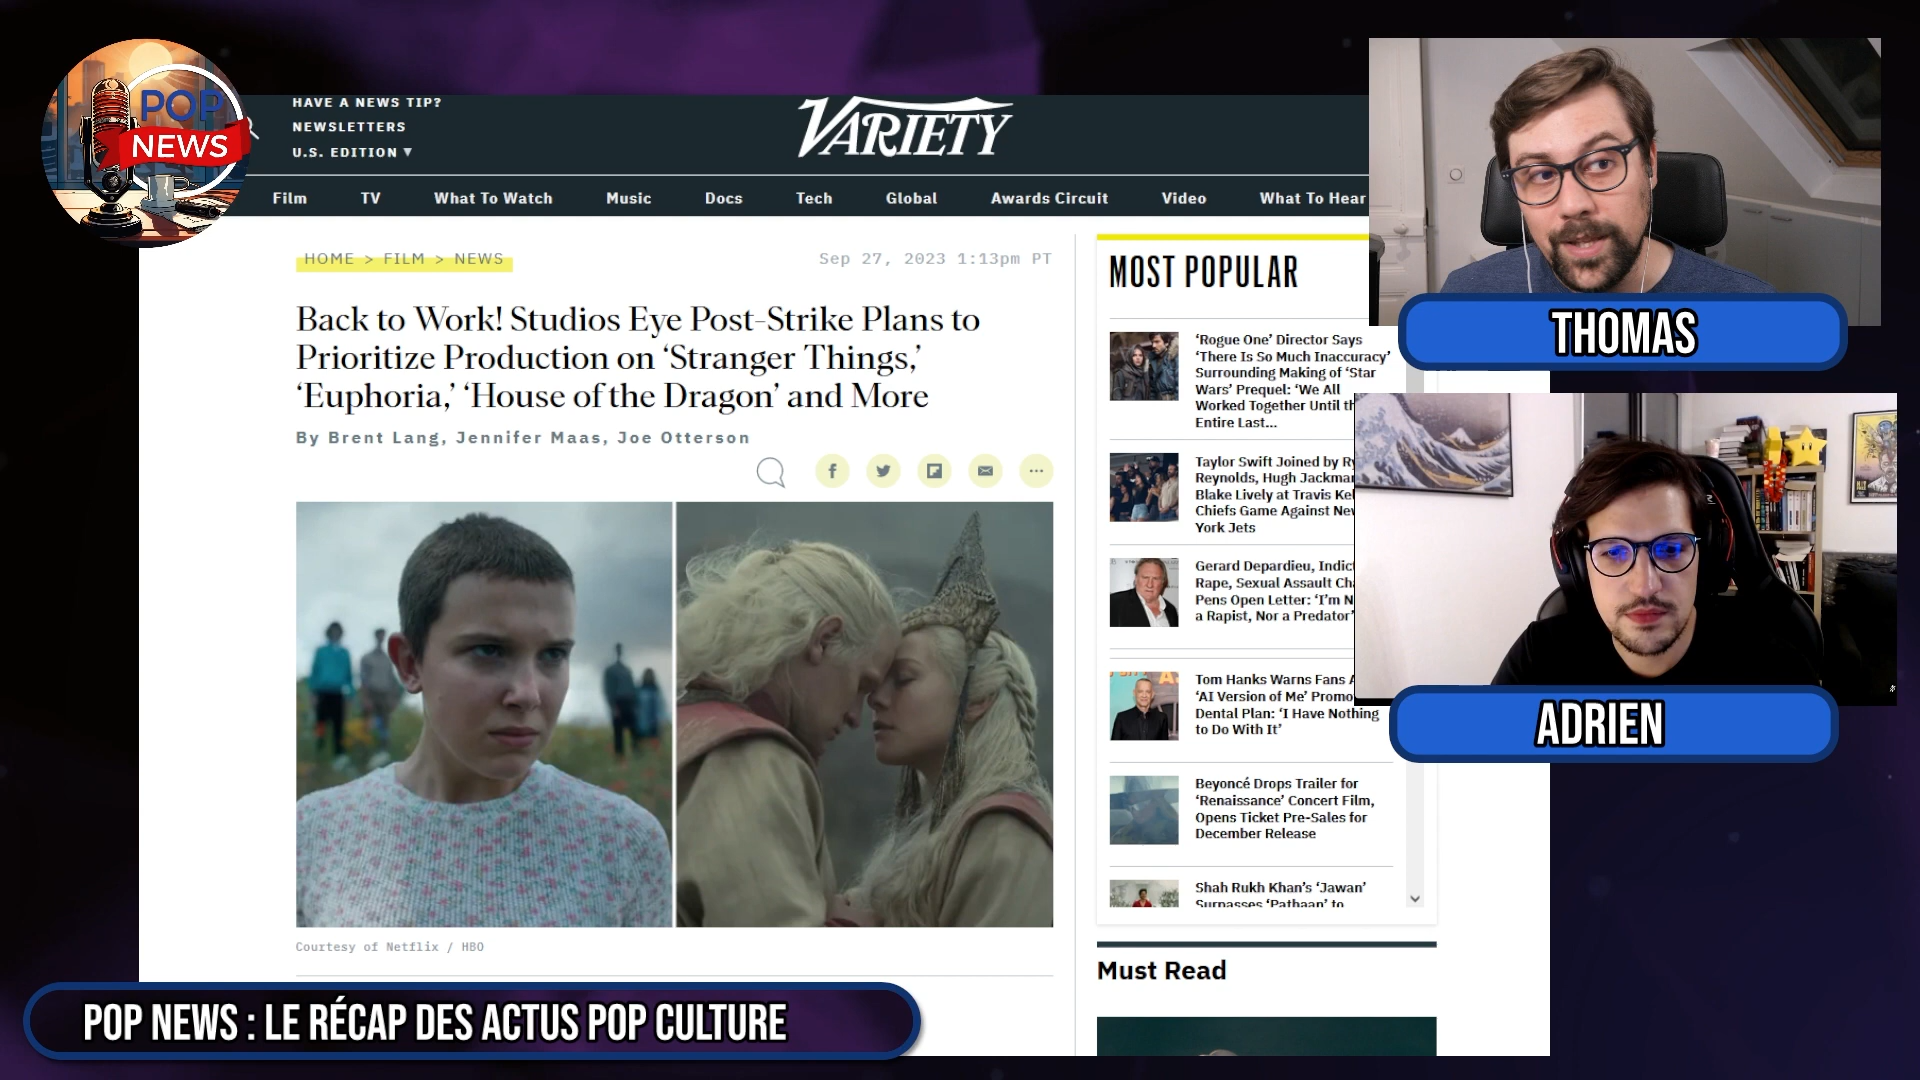 POP
NEWS
HAVE A NEWS TIP?
NEWSLETTERS
U.S. EDITION ▼
VARIETY
Film
TV
What To Watch
Music
Docs
Tech
Global
Awards Circuit
Video
What To Hear
HOME > FILM > NEWS
Sep 27, 2023 1:13pm PT
Back to Work! Studios Eye Post-Strike Plans to
Prioritize Production on ‘Stranger Things,’
‘Euphoria,’ ‘House of the Dragon’ and More
By Brent Lang, Jennifer Maas, Joe Otterson
Courtesy of Netflix / HBO
MOST POPULAR
‘Rogue One’ Director Says
‘There Is So Much Inaccuracy’
Surrounding Making of ‘Star
Wars’ Prequel: ‘We All
Worked Together Until
Entire Last...
Taylor Swift Joined by
Reynolds, Hugh Jackman
Blake Lively at Travis
Chiefs Game Against
York Jets
Gerard Depardieu,
Rape, Sexual Assault
Pens Open Letter: ‘I’m
a Rapist, Nor a Predator’
Tom Hanks Warns Fans
‘AI Version of Me’
Dental Plan: ‘I Have Nothing
to Do With It’
Beyoncé Drops Trailer for
‘Renaissance’ Concert Film,
Opens Ticket Pre-Sales for
December Release
Shah Rukh Khan’s ‘Jawan’
Surpasses ‘Pathaan’ to
Must Read
THOMAS
ADRIEN
POP NEWS : LE RÉCAP DES ACTUS POP CULTURE